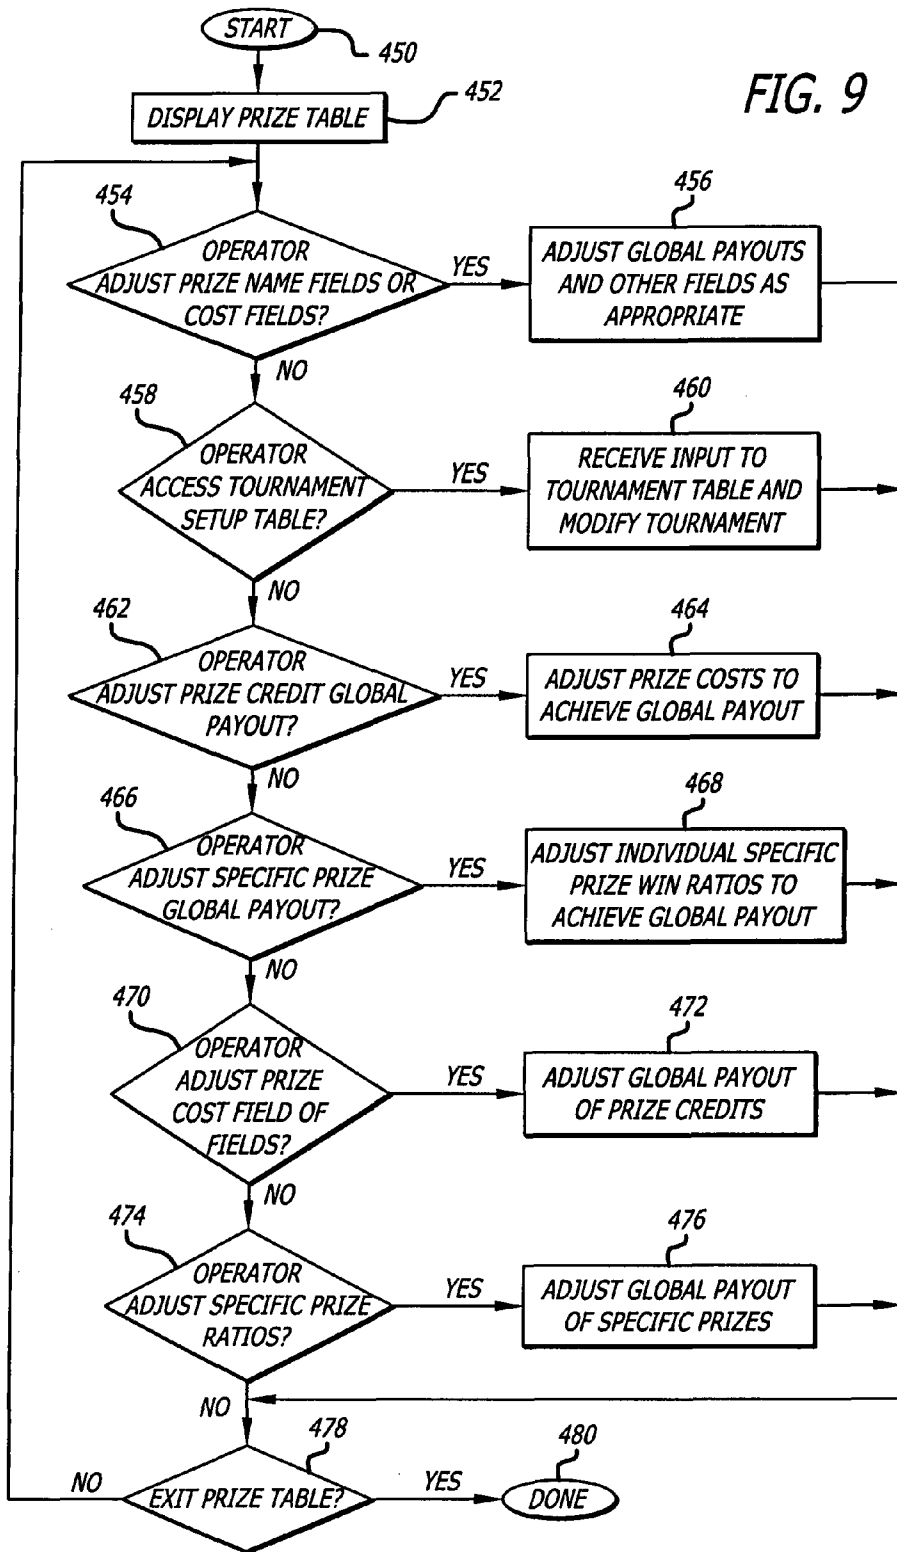 START
450
FIG. 9
DISPLAY PRIZE TABLE
452
454
OPERATOR
ADJUST PRIZE NAME FIELDS OR
COST FIELDS?
YES
456
ADJUST GLOBAL PAYOUTS
AND OTHER FIELDS AS
APPROPRIATE
NO
458
OPERATOR
ACCESS TOURNAMENT
SETUP TABLE?
YES
460
RECEIVE INPUT TO
TOURNAMENT TABLE AND
MODIFY TOURNAMENT
NO
462
OPERATOR
ADJUST PRIZE CREDIT GLOBAL
PAYOUT?
YES
464
ADJUST PRIZE COSTS TO
ACHIEVE GLOBAL PAYOUT
NO
466
OPERATOR
ADJUST SPECIFIC PRIZE
GLOBAL PAYOUT?
YES
468
ADJUST INDIVIDUAL SPECIFIC
PRIZE WIN RATIOS TO
ACHIEVE GLOBAL PAYOUT
NO
470
OPERATOR
ADJUST PRIZE
COST FIELD OF
FIELDS?
YES
472
ADJUST GLOBAL PAYOUT
OF PRIZE CREDITS
NO
474
OPERATOR
ADJUST SPECIFIC PRIZE
RATIOS?
YES
476
ADJUST GLOBAL PAYOUT
OF SPECIFIC PRIZES
NO
478
EXIT PRIZE TABLE?
NO
YES
480
DONE